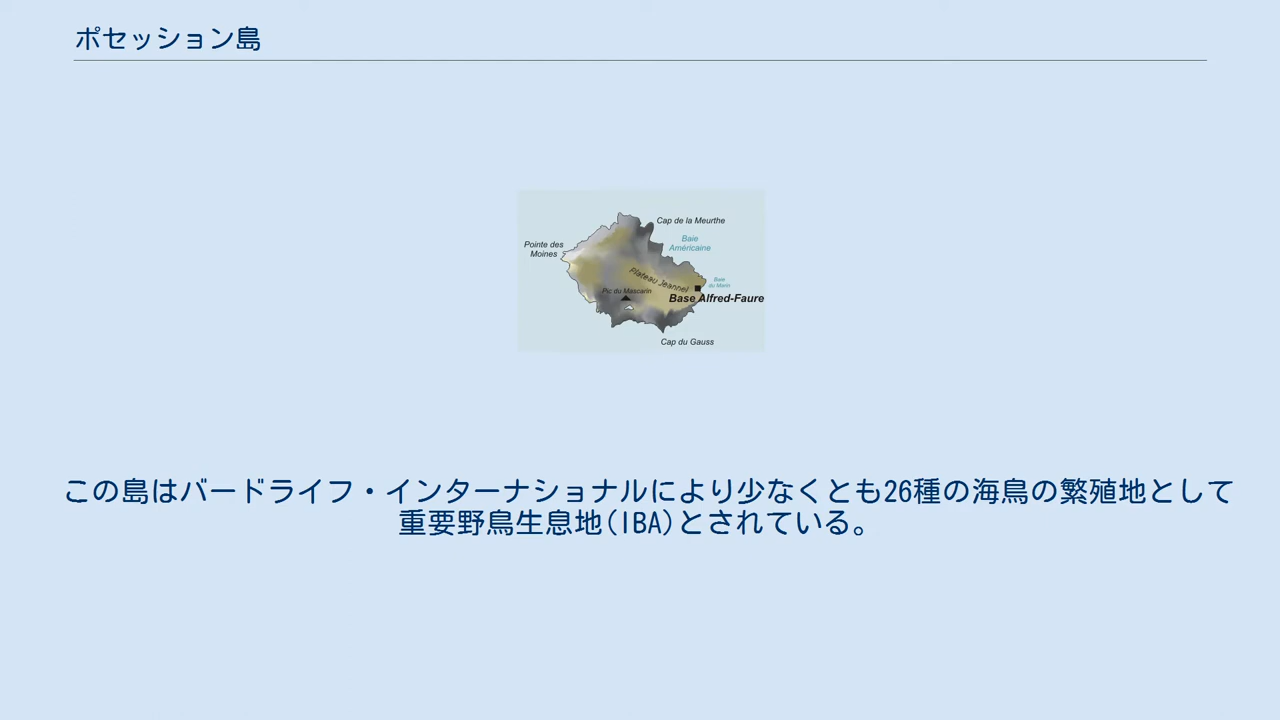 ポセッション島
Cap de la Meurthe
Baie
Américaine
Pointe des
Moines
Plateau Jeannel
Baie
du Marin
Pic du Mascarin
Base Alfred-Faure
Cap du Gauss
この島はバードライフ・インターナショナルにより少なくとも26種の海鳥の繁殖地として
重要野鳥生息地(IBA)とされている。